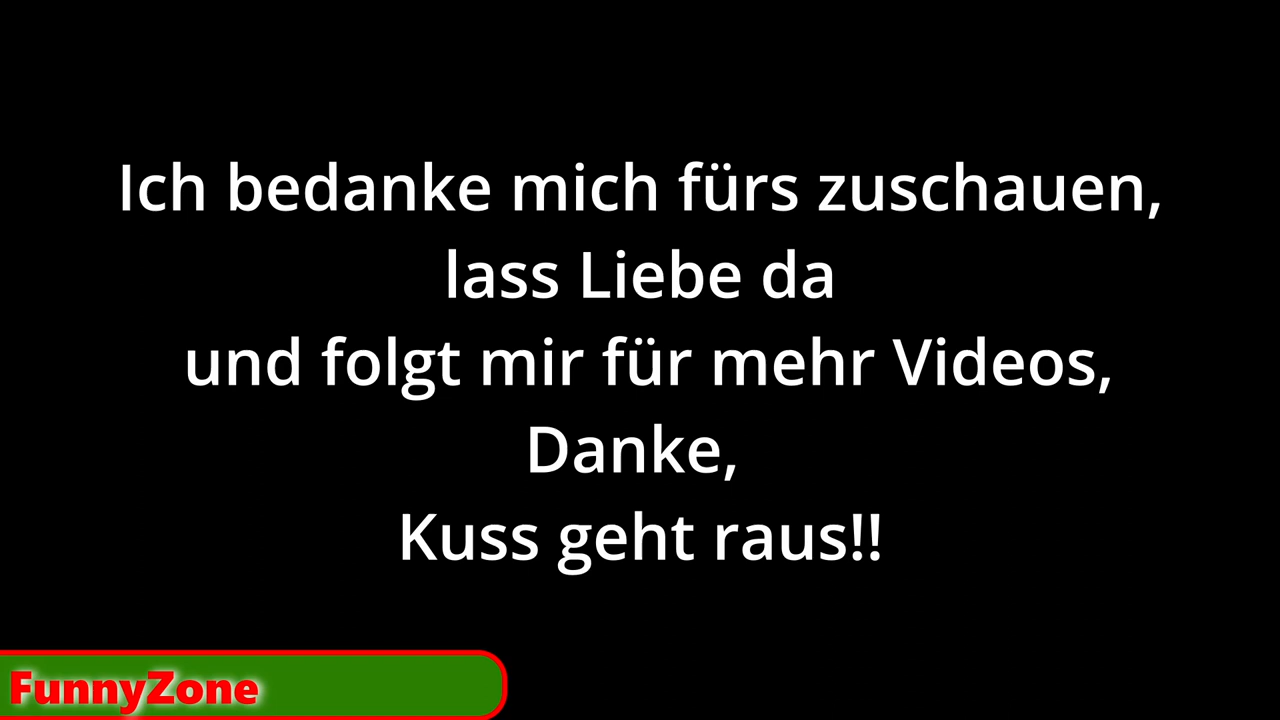 Ich bedanke mich fürs zuschauen,
lass Liebe da
und folgt mir für mehr Videos,
Danke,
Kuss geht raus!!
FunnyZone